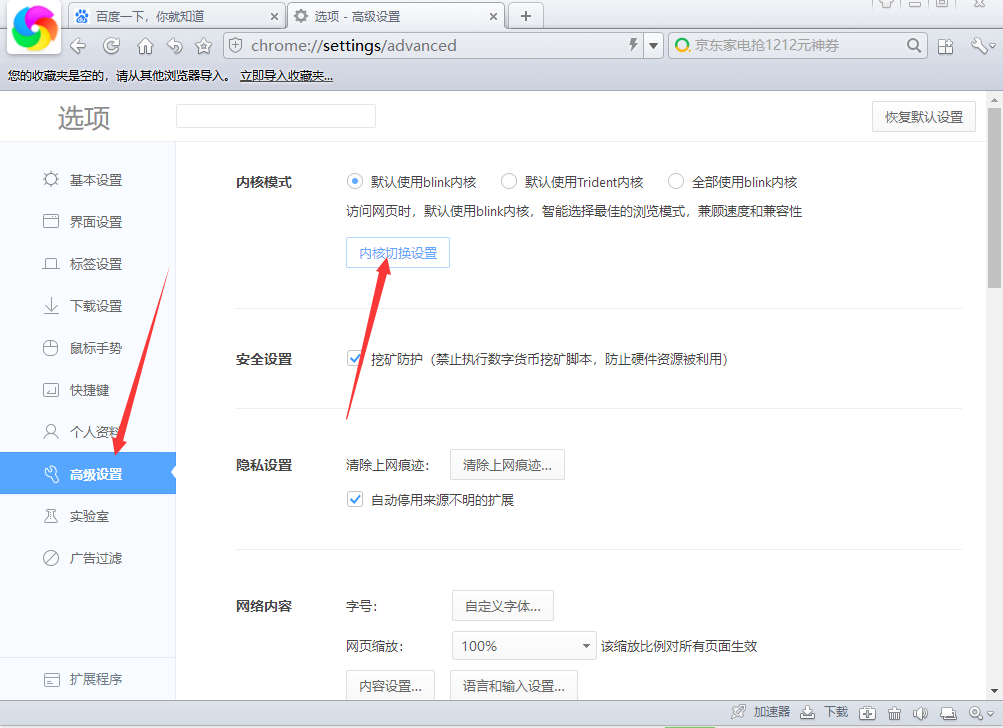 百度一下，你就知道
选项 - 高级设置
chrome://settings/advanced
京东家电抢1212元神券
您的收藏夹是空的，请从其他浏览器导入。 立即导入收藏夹...
选项
恢复默认设置
基本设置
界面设置
标签设置
下载设置
鼠标手势
快捷键
个人资料
高级设置
实验室
广告过滤
扩展程序
内核模式
默认使用blink内核
默认使用Trident内核
全部使用blink内核
访问网页时，默认使用blink内核，智能选择最佳的浏览模式，兼顾速度和兼容性
内核切换设置
安全设置
挖矿防护（禁止执行数字货币挖矿脚本，防止硬件资源被利用）
隐私设置
清除上网痕迹：
清除上网痕迹...
自动停用来源不明的扩展
网络内容
字号：
自定义字体...
网页缩放：
100%
该缩放比例对所有页面生效
内容设置...
语言和输入设置...
加速器
下载